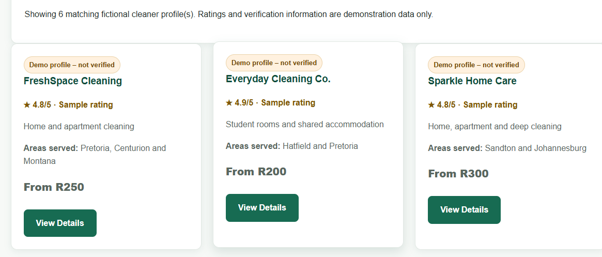 Showing 6 matching fictional cleaner profile(s). Ratings and verification information are demonstration data only.
Demo profile – not verified
FreshSpace Cleaning
★ 4.8/5 · Sample rating
Home and apartment cleaning
Areas served: Pretoria, Centurion and
Montana
From R250
View Details
Demo profile – not verified
Everyday Cleaning Co.
★ 4.9/5 · Sample rating
Student rooms and shared accommodation
Areas served: Hatfield and Pretoria
From R200
View Details
Demo profile – not verified
Sparkle Home Care
★ 4.8/5 · Sample rating
Home, apartment and deep cleaning
Areas served: Sandton and Johannesburg
From R300
View Details